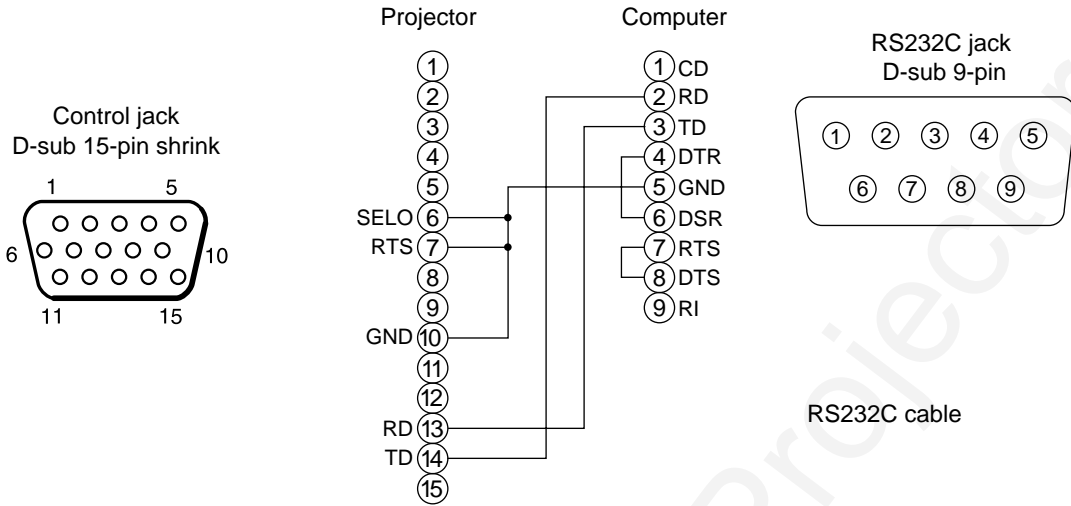 Projector
Computer
RS232C jack
D-sub 9-pin
Control jack
D-sub 15-pin shrink
1 5
6 10
11 15
1
2
3
4
5
SELO 6
RTS 7
8
9
GND 10
11
12
RD 13
TD 14
15
1 CD
2 RD
3 TD
4 DTR
5 GND
6 DSR
7 RTS
8 DTS
9 RI
1 2 3 4 5
6 7 8 9
RS232C cable
Projector